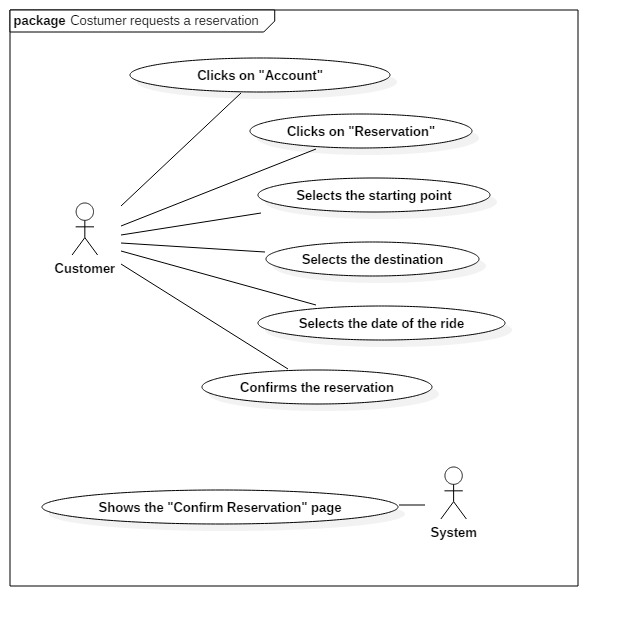 package Costumer requests a reservation
Clicks on "Account"
Clicks on "Reservation"
Selects the starting point
Customer
Selects the destination
Selects the date of the ride
Confirms the reservation
Shows the "Confirm Reservation" page
System